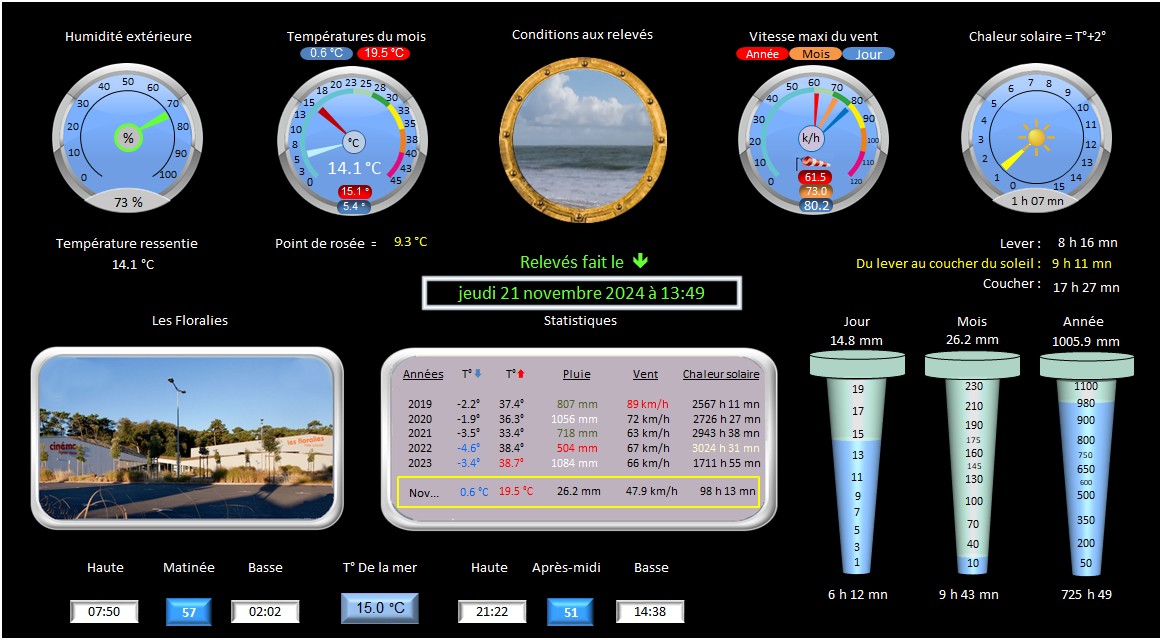 Humidité extérieure
Températures du mois
Conditions aux relevés
Vitesse maxi du vent
Chaleur solaire = T°+2°
0.6 °C 19.5 °C
Année Mois Jour
0 10 20 30 40 50 60 70 80 90 100
%
73 %
0 3 5 8 10 13 15 18 20 23 25 28 30 33 35 38 40 43 45
°C
14.1 °C
15.1 °
5.4 °
0 10 20 30 40 50 60 70 80 90 100 110 120
k/h
61.5
73.0
80.2
0 1 2 3 4 5 6 7 8 9 10 11 12 13 14 15
1 h 07 mn
Température ressentie
14.1 °C
Point de rosée = 9.3 °C
Relevés fait le
jeudi 21 novembre 2024 à 13:49
Lever : 8 h 16 mn
Du lever au coucher du soleil : 9 h 11 mn
Coucher : 17 h 27 mn
Les Floralies
cinéma
les floralies
Statistiques
Années T° T° Pluie Vent Chaleur solaire
2019 -2.2° 37.4° 807 mm 89 km/h 2567 h 11 mn
2020 -1.9° 36.3° 1056 mm 72 km/h 2726 h 27 mn
2021 -3.5° 33.4° 718 mm 63 km/h 2943 h 38 mn
2022 -4.6° 38.4° 504 mm 67 km/h 3024 h 31 mn
2023 -3.4° 38.7° 1084 mm 66 km/h 1711 h 55 mn
Nov... 0.6 °C 19.5 °C 26.2 mm 47.9 km/h 98 h 13 mn
Jour
14.8 mm
19
17
15
13
11
9
7
5
3
1
6 h 12 mn
Mois
26.2 mm
230
210
190
175
160
145
130
100
70
40
10
9 h 43 mn
Année
1005.9 mm
1100
980
900
800
750
650
600
500
350
200
50
725 h 49
Haute Matinée Basse T° De la mer Haute Après-midi Basse
07:50 57 02:02 15.0 °C 21:22 51 14:38